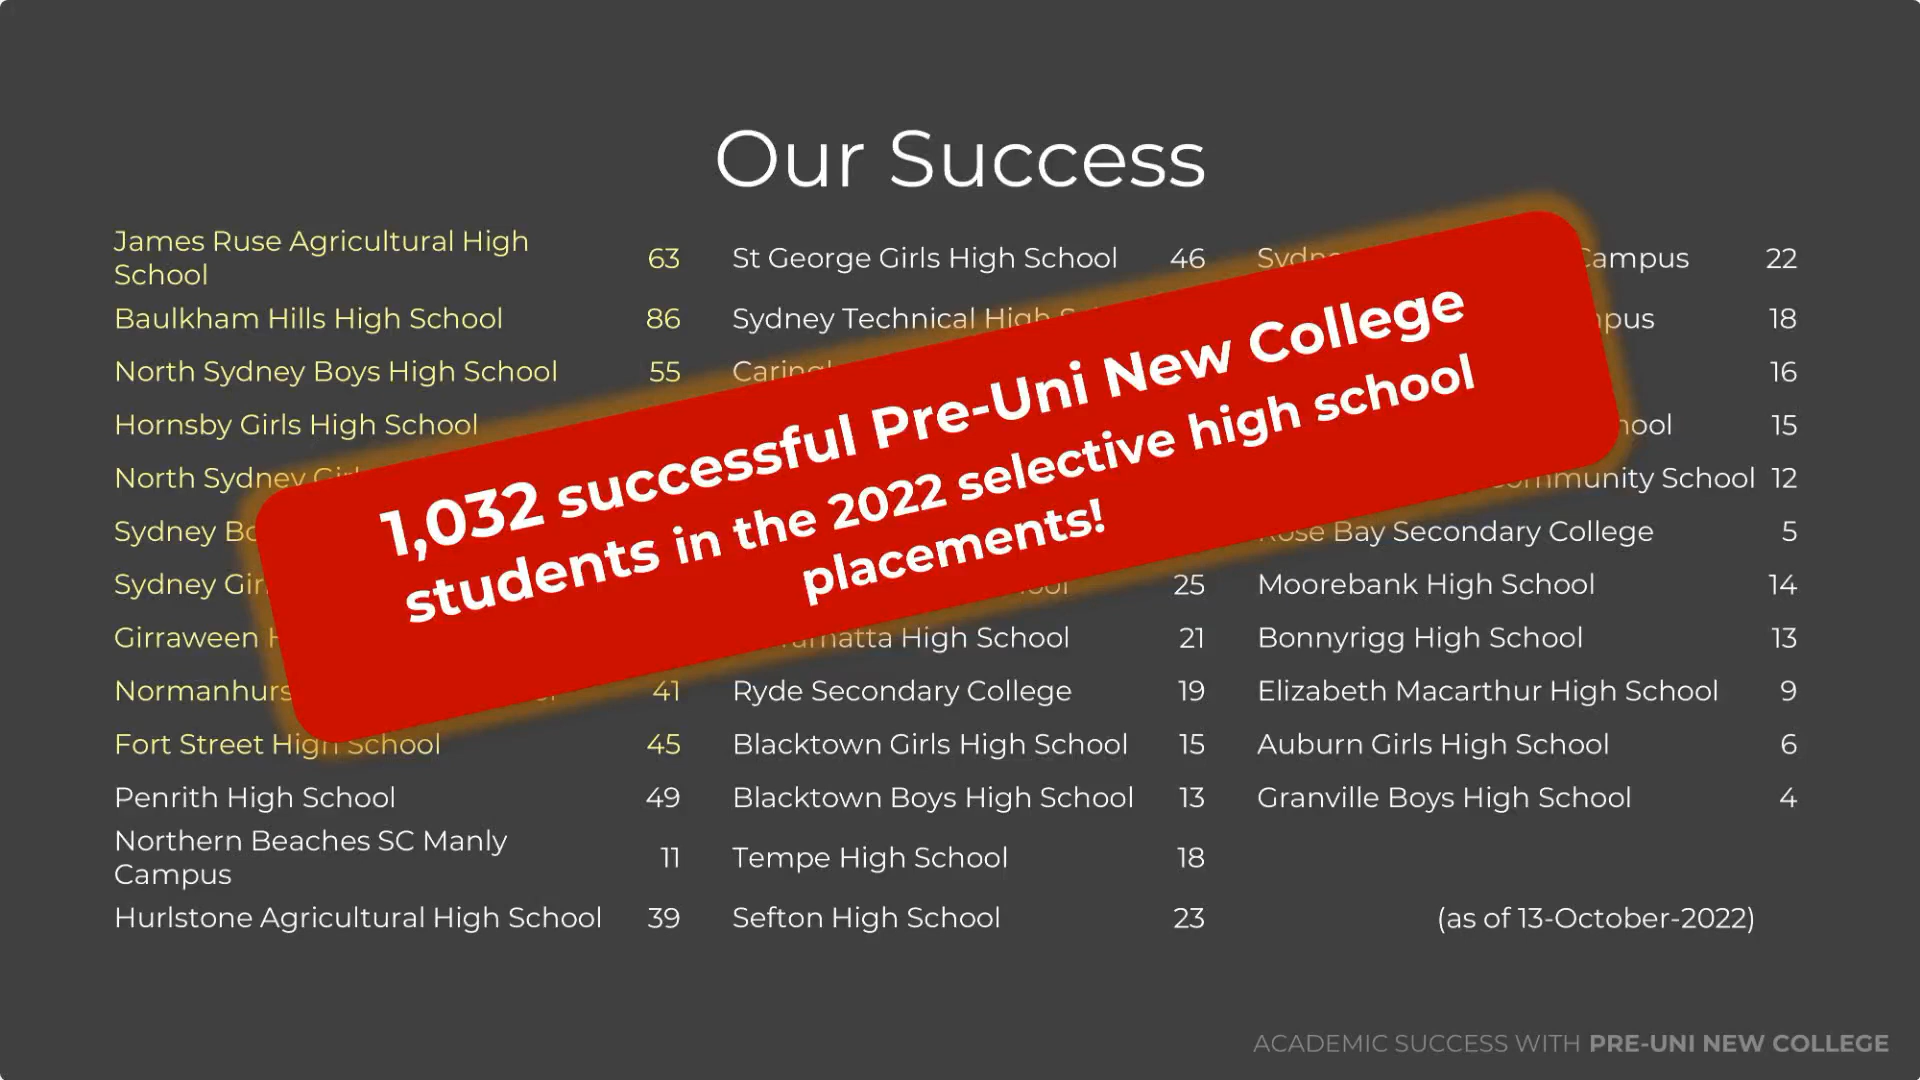 Our Success
James Ruse Agricultural High
School
63
Baulkham Hills High School 86
North Sydney Boys High School 55
Hornsby Girls High School
North Sydney
Sydney
Sydney
Girraween
41
Fort Street High School 45
Penrith High School 49
Northern Beaches SC Manly
Campus
11
Hurlstone Agricultural High School 39
St George Girls High School 46
Sydney Technical High
25
High School 21
Ryde Secondary College 19
Blacktown Girls High School 15
Blacktown Boys High School 13
Tempe High School 18
Sefton High School 23
Campus 22
18
16
15
Community School 12
Rose Bay Secondary College 5
Moorebank High School 14
Bonnyrigg High School 13
Elizabeth Macarthur High School 9
Auburn Girls High School 6
Granville Boys High School 4
(as of 13-October-2022)
1,032 successful Pre-Uni New College
students in the 2022 selective high school
placements!
ACADEMIC SUCCESS WITH PRE-UNI NEW COLLEGE